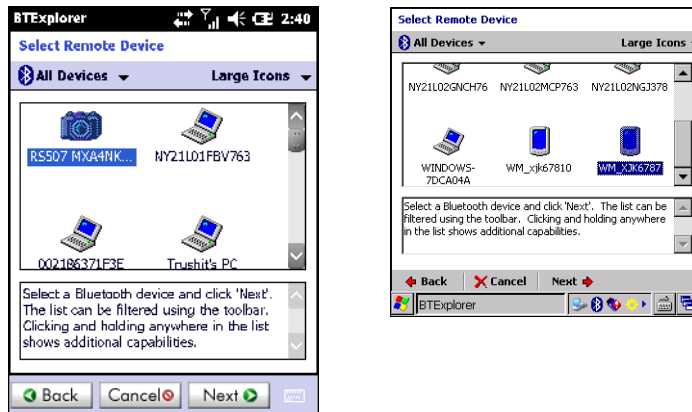 BTExplorer 2:40
Select Remote Device
All Devices Large Icons
RS507 MXA4NK... NY21L01FBV763
002186371F3E Trushit's PC
Select a Bluetooth device and click 'Next'.
The list can be filtered using the toolbar.
Clicking and holding anywhere in the list
shows additional capabilities.
Back Cancel Next
Select Remote Device
All Devices Large Icons
NY21L02GNCH76 NY21L02MCP763 NY21L02NGJ378
WINDOWS-
7DCA04A WM_xjk67810 WM_XJK6787
Select a Bluetooth device and click 'Next'. The list can be
filtered using the toolbar. Clicking and holding anywhere
in the list shows additional capabilities.
Back Cancel Next
BTExplorer